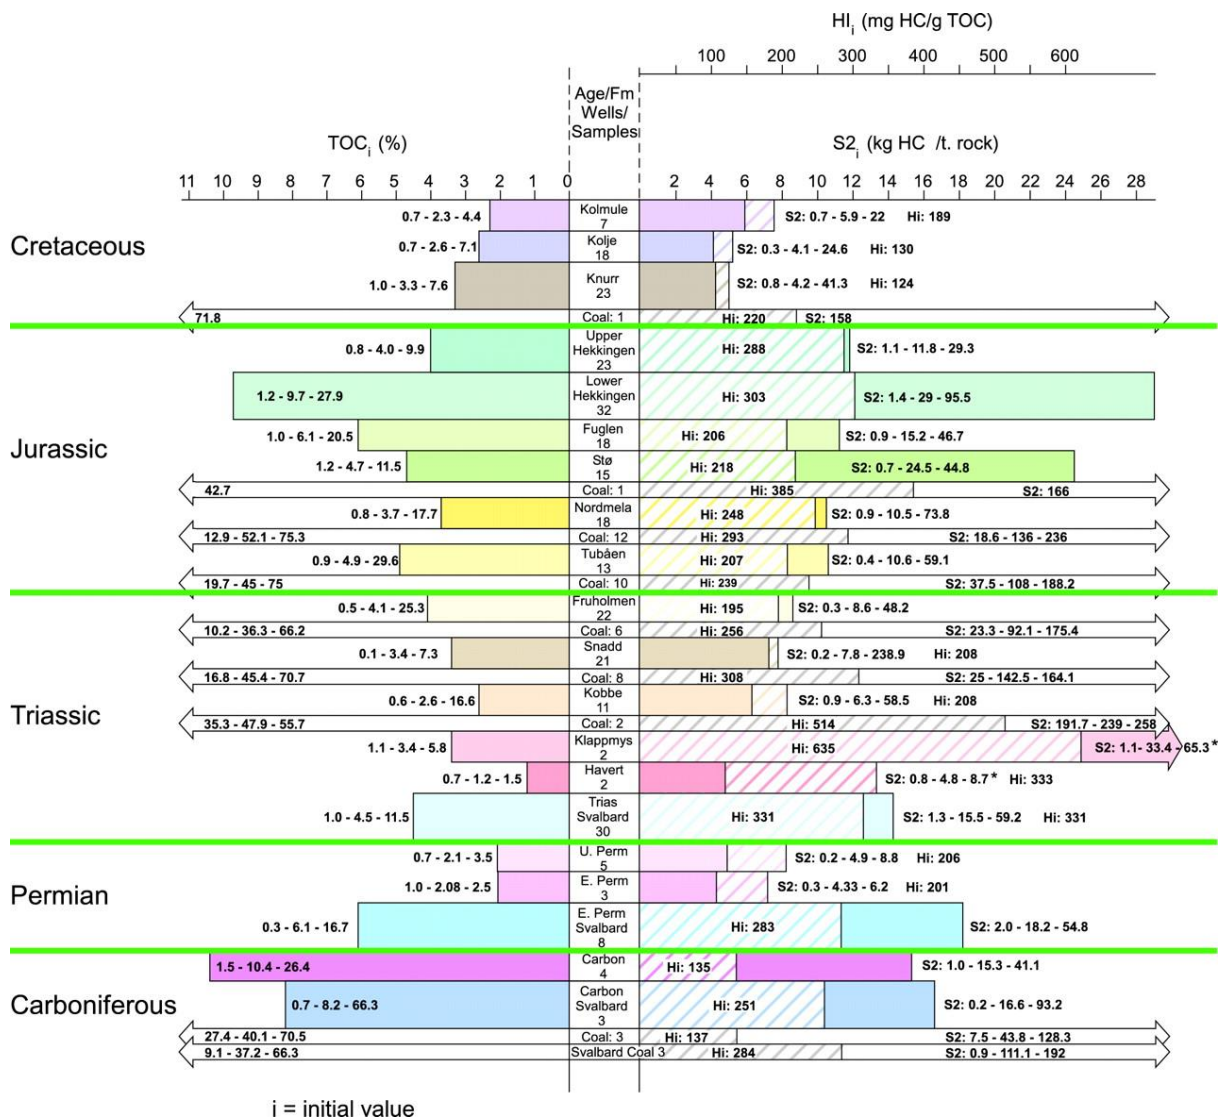 HIi (mg HC/g TOC)
100 200 300 400 500 600
Age/Fm
Wells/
Samples
TOCi (%)
S2i (kg HC /t. rock)
11 10 9 8 7 6 5 4 3 2 1 0
2 4 6 8 10 12 14 16 18 20 22 24 26 28
Cretaceous
0.7 - 2.3 - 4.4 Kolmule 7 S2: 0.7 - 5.9 - 22 Hi: 189
0.7 - 2.6 - 7.1 Kolje 18 S2: 0.3 - 4.1 - 24.6 Hi: 130
1.0 - 3.3 - 7.6 Knurr 23 S2: 0.8 - 4.2 - 41.3 Hi: 124
71.8 Coal: 1 Hi: 220 S2: 158
Jurassic
0.8 - 4.0 - 9.9 Upper Hekkingen 23 Hi: 288 S2: 1.1 - 11.8 - 29.3
1.2 - 9.7 - 27.9 Lower Hekkingen 32 Hi: 303 S2: 1.4 - 29 - 95.5
1.0 - 6.1 - 20.5 Fuglen 18 Hi: 206 S2: 0.9 - 15.2 - 46.7
1.2 - 4.7 - 11.5 Stø 15 Hi: 218 S2: 0.7 - 24.5 - 44.8
42.7 Coal: 1 Hi: 385 S2: 166
0.8 - 3.7 - 17.7 Nordmela 18 Hi: 248 S2: 0.9 - 10.5 - 73.8
12.9 - 52.1 - 75.3 Coal: 12 Hi: 293 S2: 18.6 - 136 - 236
0.9 - 4.9 - 29.6 Tubåen 13 Hi: 207 S2: 0.4 - 10.6 - 59.1
19.7 - 45 - 75 Coal: 10 Hi: 239 S2: 37.5 - 108 - 188.2
Triassic
0.5 - 4.1 - 25.3 Fruholmen 22 Hi: 195 S2: 0.3 - 8.6 - 48.2
10.2 - 36.3 - 66.2 Coal: 6 Hi: 256 S2: 23.3 - 92.1 - 175.4
0.1 - 3.4 - 7.3 Snadd 21 S2: 0.2 - 7.8 - 238.9 Hi: 208
16.8 - 45.4 - 70.7 Coal: 8 Hi: 308 S2: 25 - 142.5 - 164.1
0.6 - 2.6 - 16.6 Kobbe 11 S2: 0.9 - 6.3 - 58.5 Hi: 208
35.3 - 47.9 - 55.7 Coal: 2 Hi: 514 S2: 191.7 - 239 - 258
1.1 - 3.4 - 5.8 Klappmys 2 Hi: 635 S2: 1.1- 33.4 - 65.3*
0.7 - 1.2 - 1.5 Havert 2 S2: 0.8 - 4.8 - 8.7* Hi: 333
1.0 - 4.5 - 11.5 Trias Svalbard 30 Hi: 331 S2: 1.3 - 15.5 - 59.2 Hi: 331
Permian
0.7 - 2.1 - 3.5 U. Perm 5 S2: 0.2 - 4.9 - 8.8 Hi: 206
1.0 - 2.08 - 2.5 E. Perm 3 S2: 0.3 - 4.33 - 6.2 Hi: 201
0.3 - 6.1 - 16.7 E. Perm Svalbard 8 Hi: 283 S2: 2.0 - 18.2 - 54.8
Carboniferous
1.5 - 10.4 - 26.4 Carbon 4 Hi: 135 S2: 1.0 - 15.3 - 41.1
0.7 - 8.2 - 66.3 Carbon Svalbard 3 Hi: 251 S2: 0.2 - 16.6 - 93.2
27.4 - 40.1 - 70.5 Coal: 3 Hi: 137 S2: 7.5 - 43.8 - 128.3
9.1 - 37.2 - 66.3 Svalbard Coal 3 Hi: 284 S2: 0.9 - 111.1 - 192
i = initial value